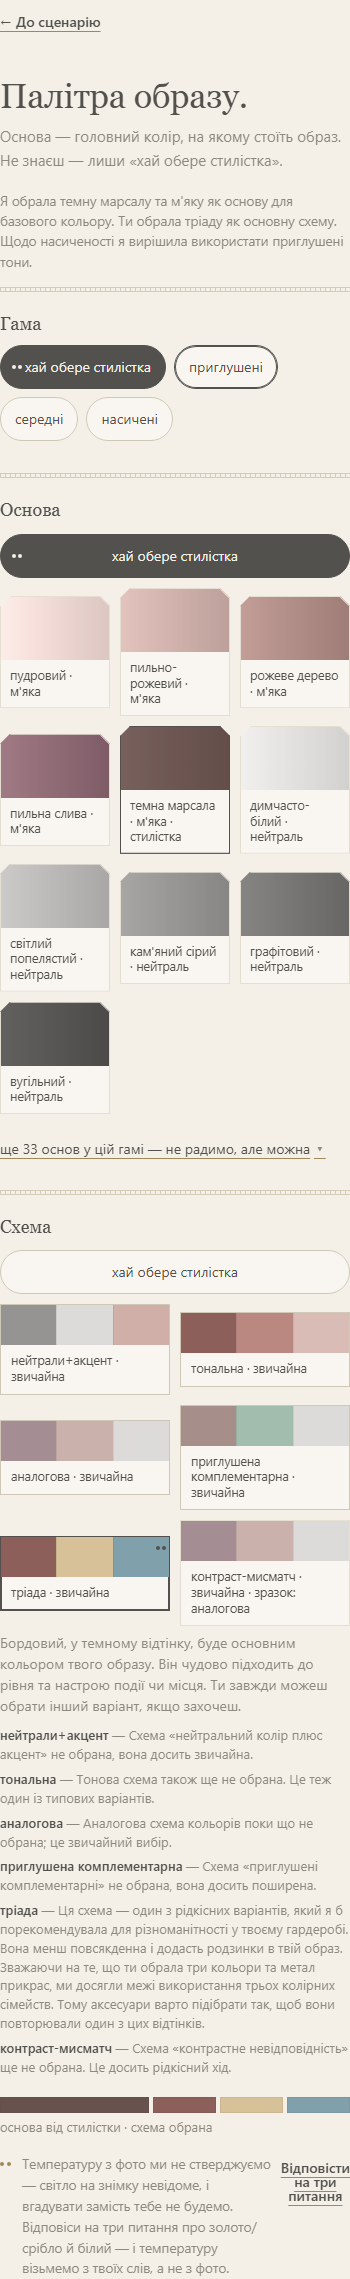 ← До сценарію
Палітра образу.
Основа — головний колір, на якому стоїть образ.
Не знаєш — лиши «хай обере стилістка».
Я обрала темну марсалу та м'яку як основу для
базового кольору. Ти обрала тріаду як основну схему.
Щодо насиченості я вирішила використати приглушені
тони.
Гама
хай обере стилістка
приглушені
середні
насичені
Основа
хай обере стилістка
пудровий ·
м'яка
пильно-
рожевий ·
м'яка
рожеве дерево
· м'яка
пильна слива ·
м'яка
темна марсала
· м'яка ·
стилістка
димчасто-
білий ·
нейтраль
світлий
попелястий ·
нейтраль
кам'яний сірий
· нейтраль
графітовий ·
нейтраль
вугільний ·
нейтраль
ще 33 основ у цій гамі — не радимо, але можна ▾
Схема
хай обере стилістка
нейтрали+акцент ·
звичайна
тональна · звичайна
аналогова · звичайна
приглушена
комплементарна ·
звичайна
тріада · звичайна
контраст-мисматч ·
звичайна · зразок:
аналогова
Бордовий, у темному відтінку, буде основним
кольором твого образу. Він чудово підходить до
рівня та настрою події чи місця. Ти завжди можеш
обрати інший варіант, якщо захочеш.
нейтрали+акцент — Схема «нейтральний колір плюс
акцент» не обрана, вона досить звичайна.
тональна — Тонова схема також ще не обрана. Це теж
один із типових варіантів.
аналогова — Аналогова схема кольорів поки що не
обрана; це звичайний вибір.
приглушена комплементарна — Схема «приглушені
комплементарні» не обрана, вона досить поширена.
тріада — Ця схема — один з рідкісних варіантів, який я б
порекомендувала для різноманітності у твоєму гардеробі.
Вона менш повсякденна і додасть родзинки в твій образ.
Зважаючи на те, що ти обрала три кольори та метал
прикрас, ми досягли межі використання трьох колірних
сімейств. Тому аксесуари варто підібрати так, щоб вони
повторювали один з цих відтінків.
контраст-мисматч — Схема «контрастне невідповідність»
ще не обрана. Це досить рідкісний хід.
основа від стилістки · схема обрана
Температуру з фото ми не стверджуємо
— світло на знімку невідоме, і
вгадувати замість тебе не будемо.
Відповіси на три питання про золото/
срібло й білий — і температуру
візьмемо з твоїх слів, а не з фото.
Відповісти
на три
питання